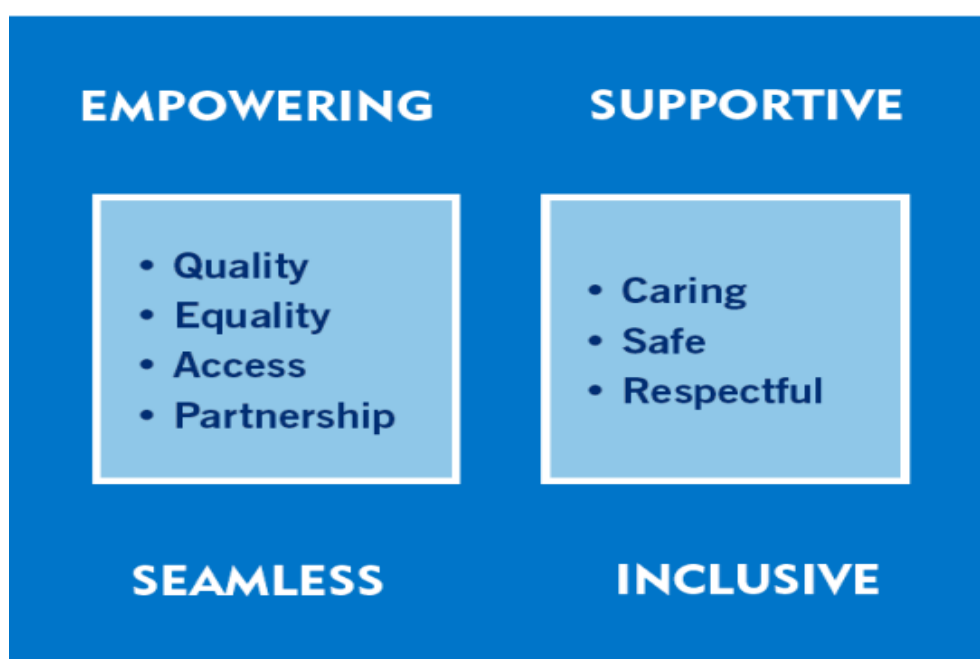 EMPOWERING
SUPPORTIVE
• Quality
• Equality
• Access
• Partnership
• Caring
• Safe
• Respectful
SEAMLESS
INCLUSIVE